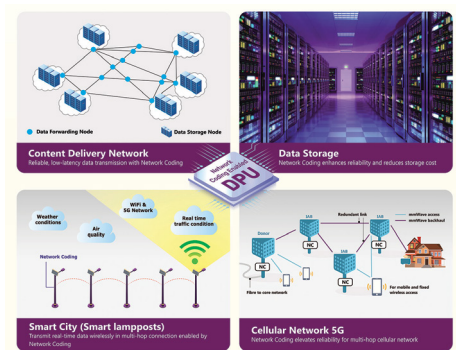 Data Forwarding Node
Data Storage Node
Content Delivery Network
Reliable, low-latency data transmission with Network Coding
Data Storage
Network Coding enhances reliability and reduces storage cost
Network
Coding Enabled
DPU
Weather
conditions
Air
quality
WiFi &
5G Network
Real time
traffic condition
Network Coding
Smart City (Smart lampposts)
Transmit real-time data wirelessly in multi-hop connection enabled by
Network Coding
Donor
IAB
Redundant link
IAB
IAB
NC
NC
NC
NC
mmWave access
mmWave backhaul
Fibre to core network
For mobile and fixed
wireless access
Cellular Network 5G
Network Coding elevates reliability for multi-hop cellular network